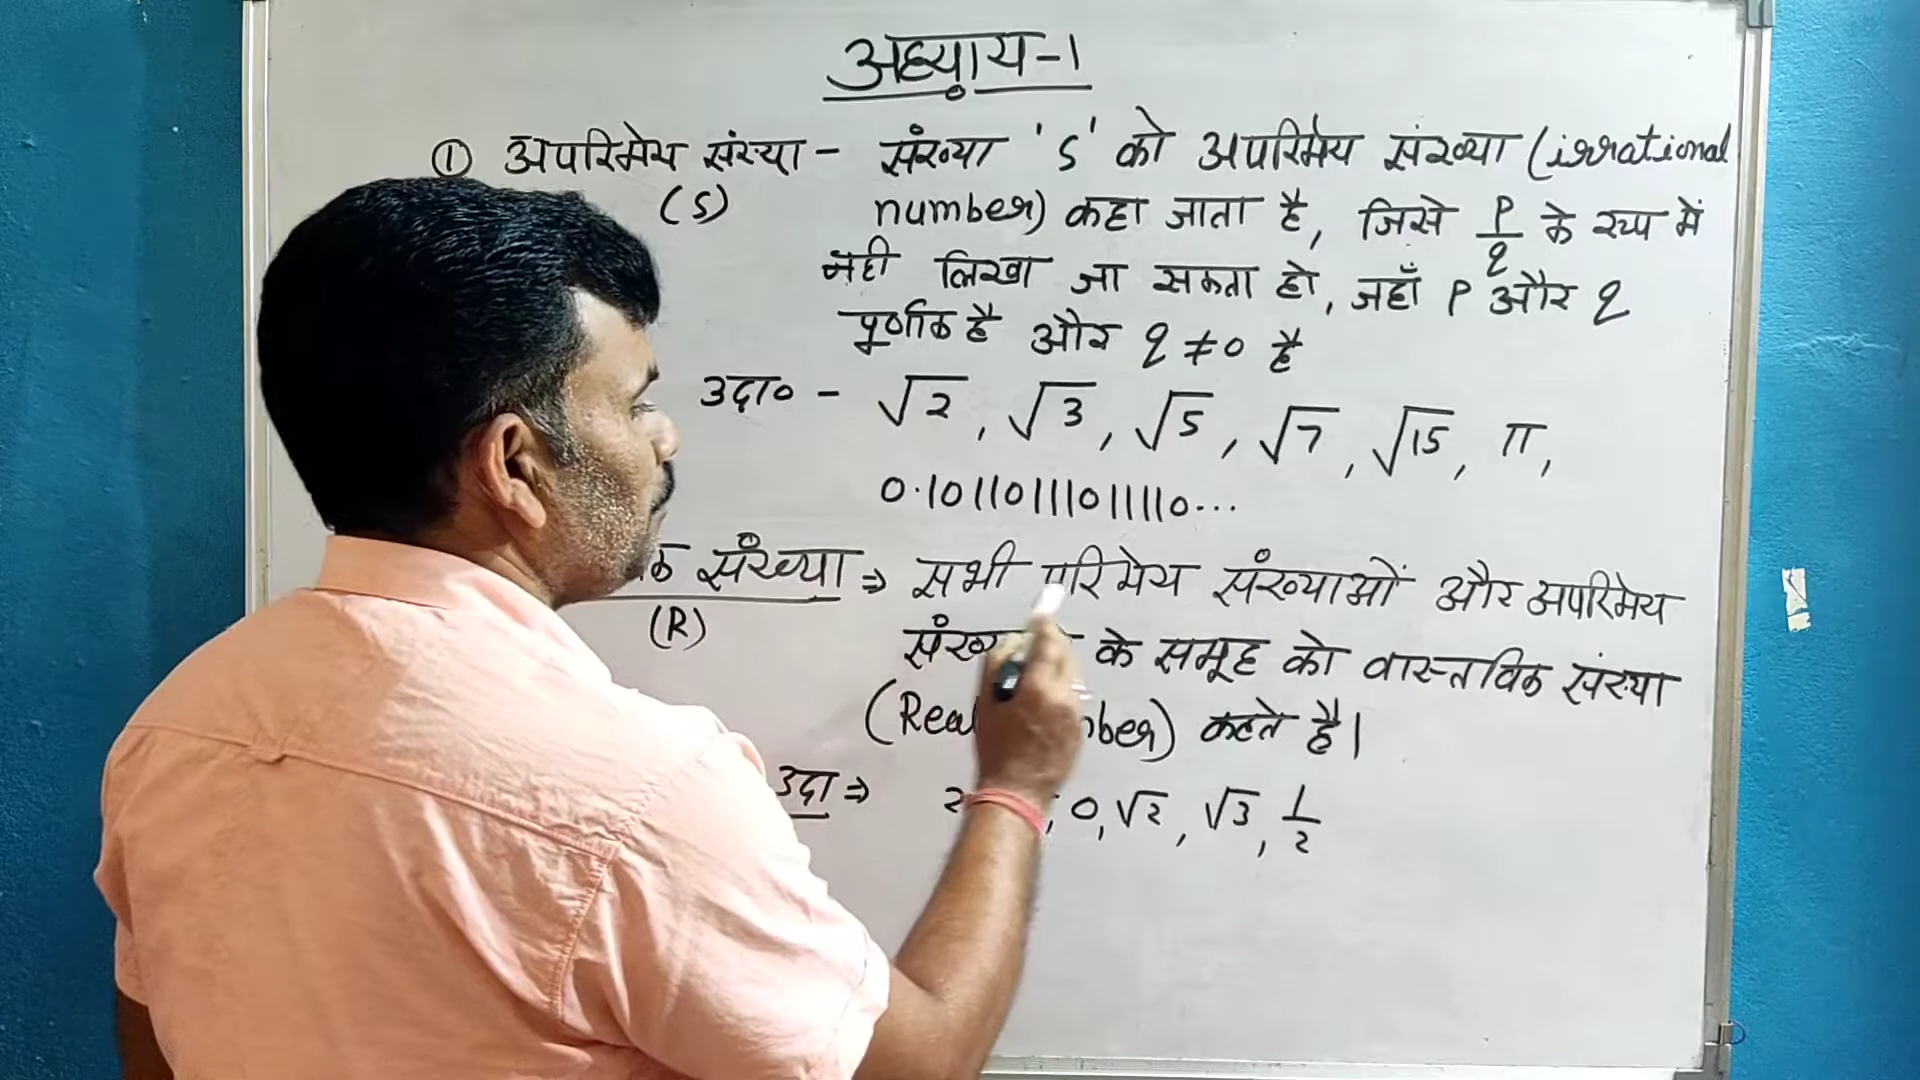 अध्याय-1
① अपरिमेय संख्या - संख्या 'S' को अपरिमेय संख्या (irrational
(S) number) कहा जाता है, जिसे P/q के रूप में
नही लिखा जा सकता हो, जहाँ P और q
पूर्णांक है और q ≠ 0 है
उदा० - √2, √3, √5, √7, √15, π,
0.10110111011110...
संख्या ⇒ सभी परिमेय संख्याओं और अपरिमेय
(R) के समूह को वास्तविक संख्या
कहते है।
उदा ⇒ 0, √2, √3, 1/2